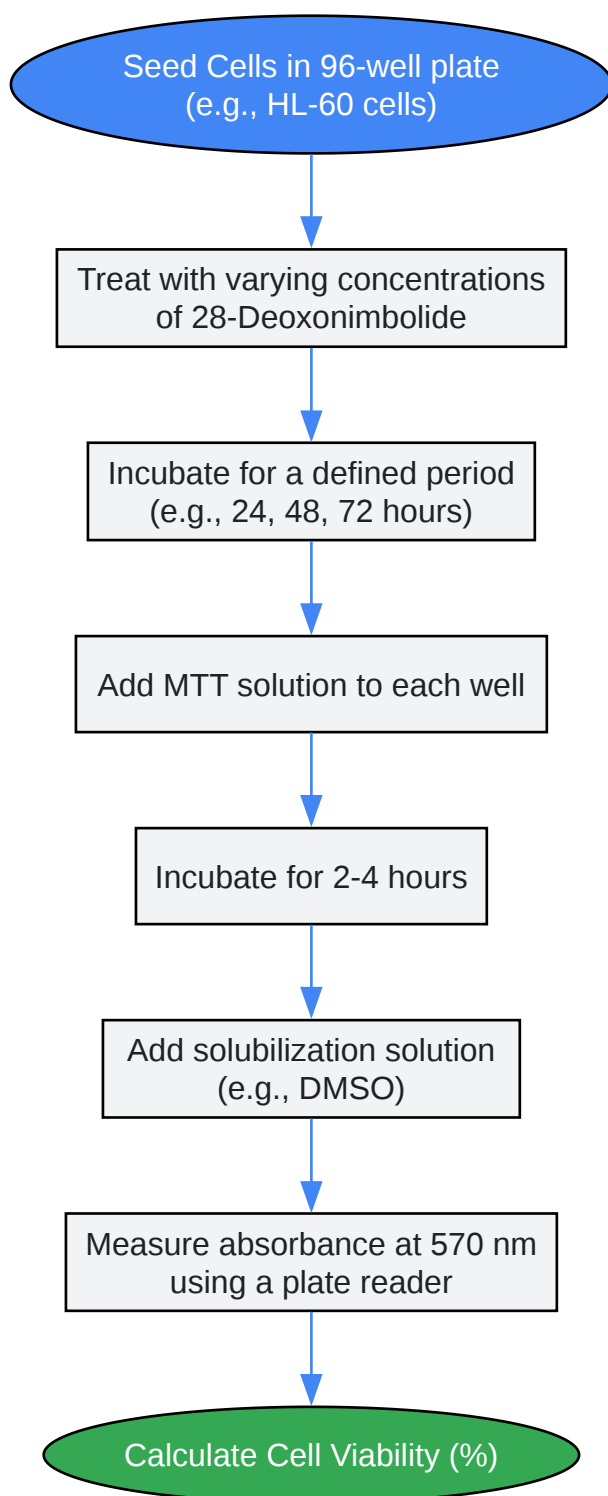 Seed Cells in 96-well plate
(e.g., HL-60 cells)
Treat with varying concentrations
of 28-Deoxonimbolide
Incubate for a defined period
(e.g., 24, 48, 72 hours)
Add MTT solution to each well
Incubate for 2-4 hours
Add solubilization solution
(e.g., DMSO)
Measure absorbance at 570 nm
using a plate reader
Calculate Cell Viability (%)